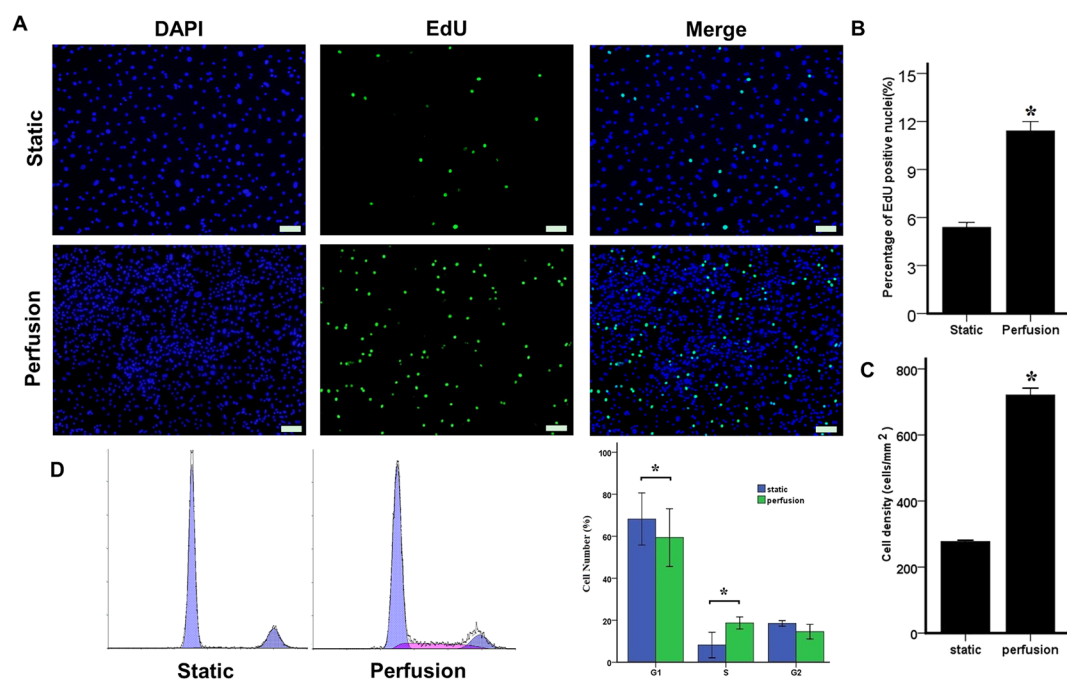 A
DAPI
EdU
Merge
Static
Perfusion
B
Percentage of EdU positive nuclei(%)
15
12
9
6
3
0
*
Static
Perfusion
C
Cell density (cells/mm²)
800
600
400
200
0
*
static
perfusion
D
Static
Perfusion
Cell Number (%)
100
80
60
40
20
0
*
*
static
perfusion
G1
S
G2